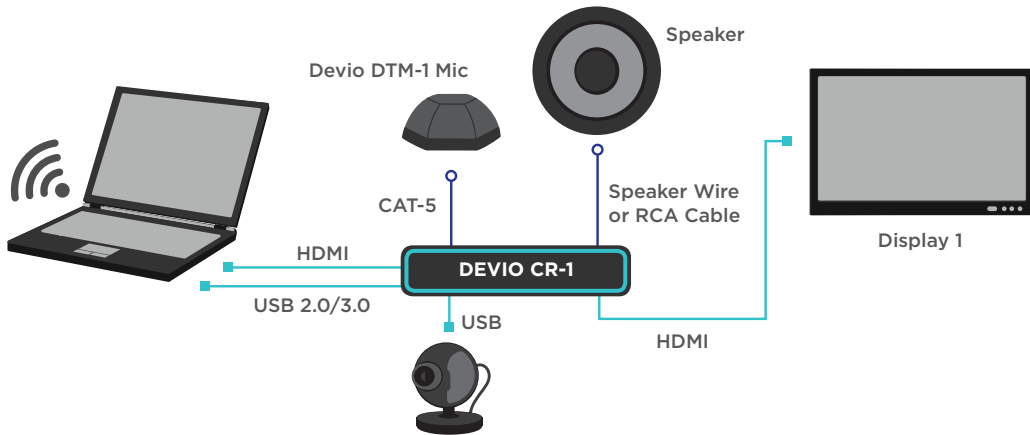 Speaker
Devio DTM-1 Mic
CAT-5
Speaker Wire
or RCA Cable
Display 1
HDMI
DEVIO CR-1
USB 2.0/3.0
USB
HDMI